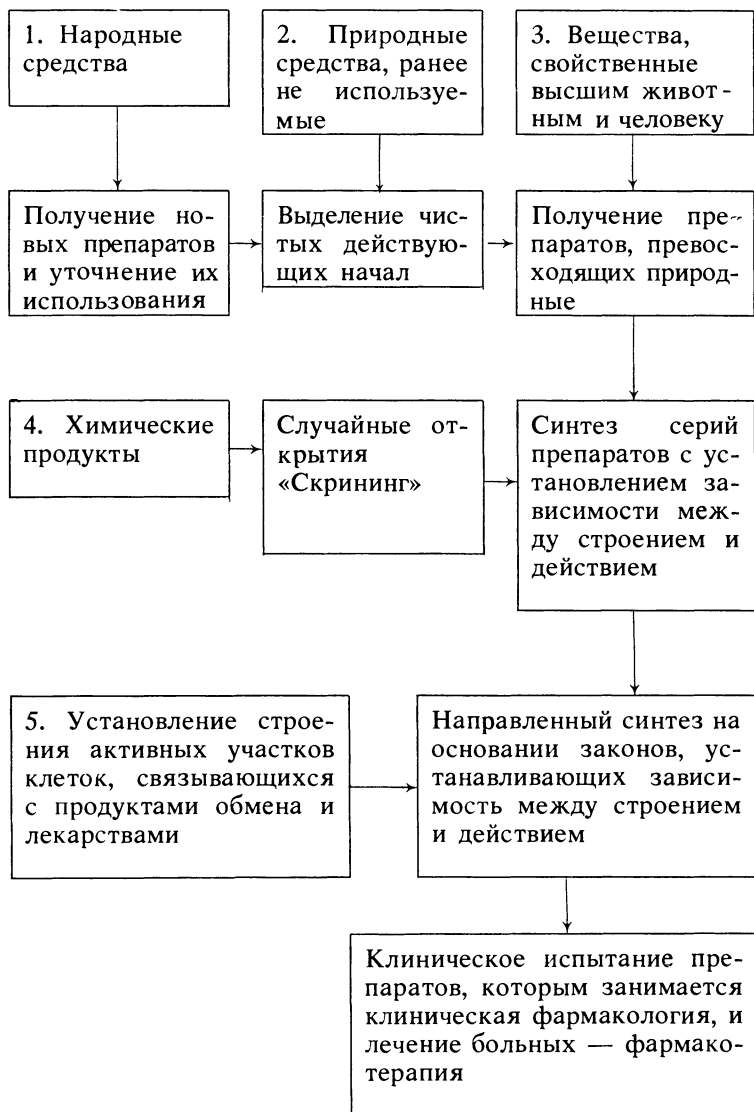 1. Народные
средства
2. Природные
средства, ранее
не используе-
мые
3. Вещества,
свойственные
высшим живот-
ным и человеку
Получение но-
вых препаратов
и уточнение их
использования
Выделение чис-
тых действую-
щих начал
Получение пре-
паратов, превос-
ходящих природ-
ные
4. Химические
продукты
Случайные от-
крытия
«Скрининг»
Синтез серий
препаратов с ус-
тановлением за-
висимости меж-
ду строением и
действием
5. Установление строе-
ния активных участков
клеток, связывающихся
с продуктами обмена и
лекарствами
Направленный синтез на
основании законов, ус-
танавливающих зависи-
мость между строением
и действием
Клиническое испытание пре-
паратов, которым занимается
клиническая фармакология, и
лечение больных — фармако-
терапия